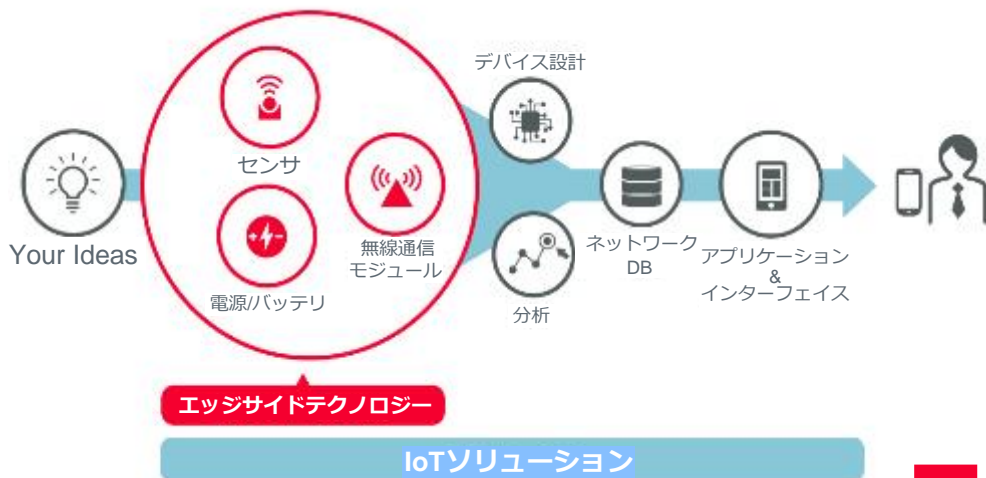 デバイス設計
センサ
無線通信
モジュール
電源/バッテリ
Your Ideas
分析
ネットワーク
DB
アプリケーション
&
インターフェイス
エッジサイドテクノロジー
IoTソリューション